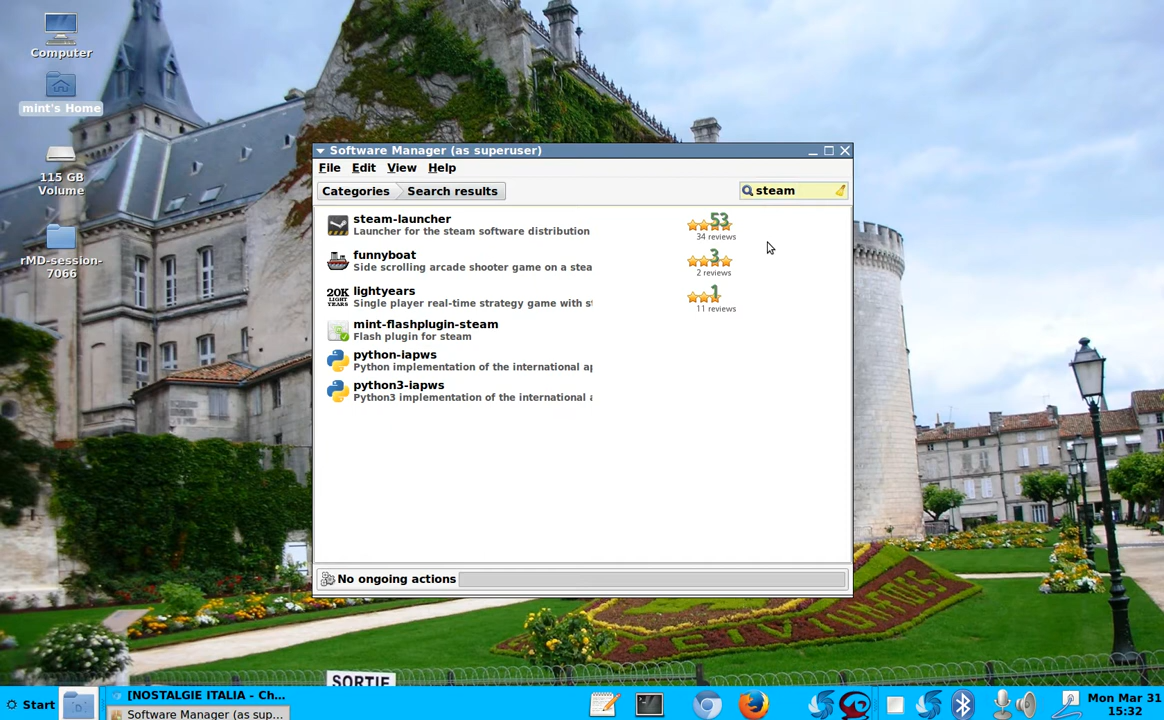 Computer
mint's Home
115 GB
Volume
rMD-session-
7066
Software Manager (as superuser)
File Edit View Help
Categories Search results steam
steam-launcher
Launcher for the steam software distribution
53
34 reviews
funnyboat
Side scrolling arcade shooter game on a stea
3
2 reviews
20K
LIGHT
YEARS
lightyears
Single player real-time strategy game with s
1
11 reviews
mint-flashplugin-steam
Flash plugin for steam
python-iapws
Python implementation of the international a
python3-iapws
Python3 implementation of the international
No ongoing actions
SORTIE
Start
[NOSTALGIE ITALIA - Ch...
Software Manager (as sup...
Mon Mar 31
15:32